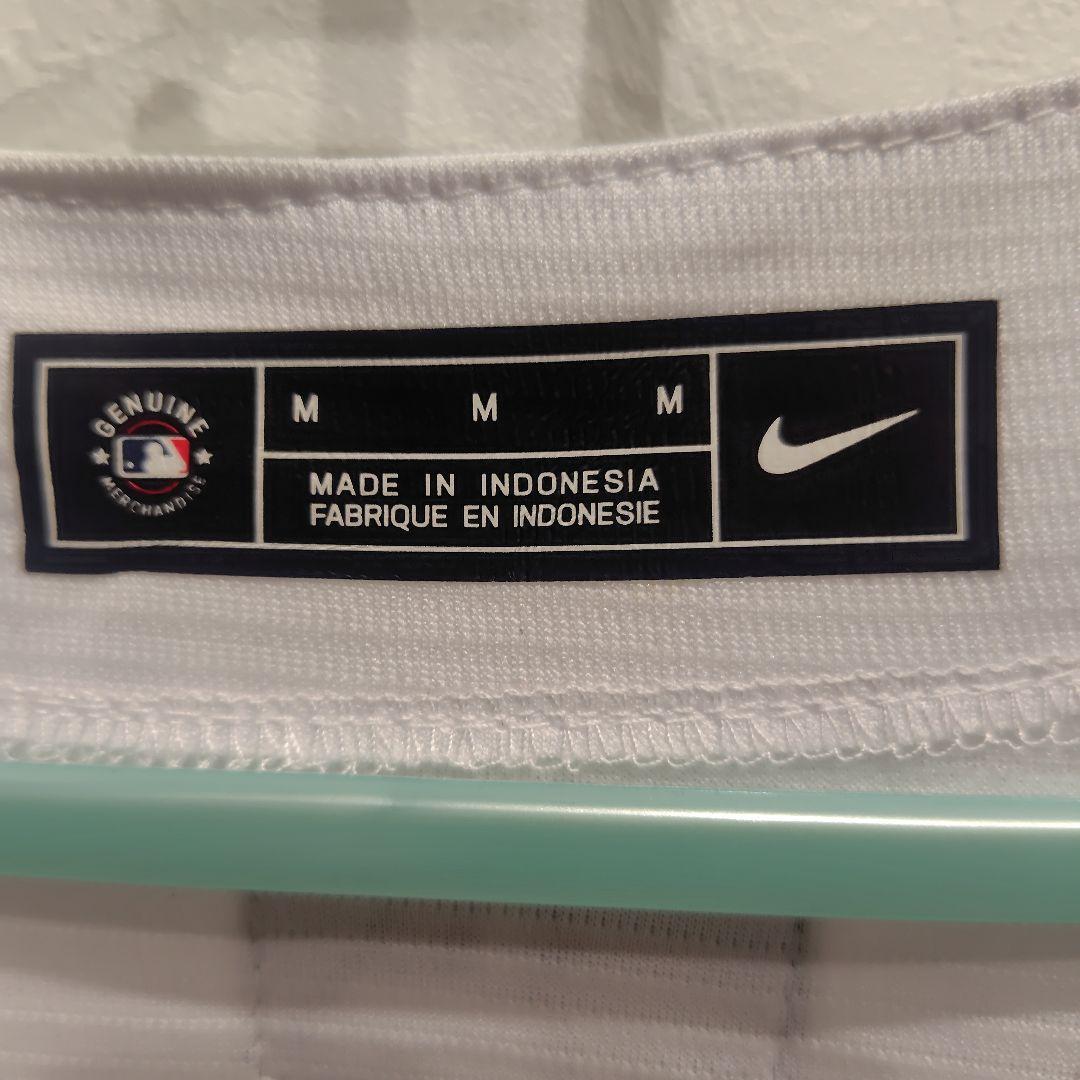 GENUINE
MERCHANDISE
M M M
MADE IN INDONESIA
FABRIQUE EN INDONESIE